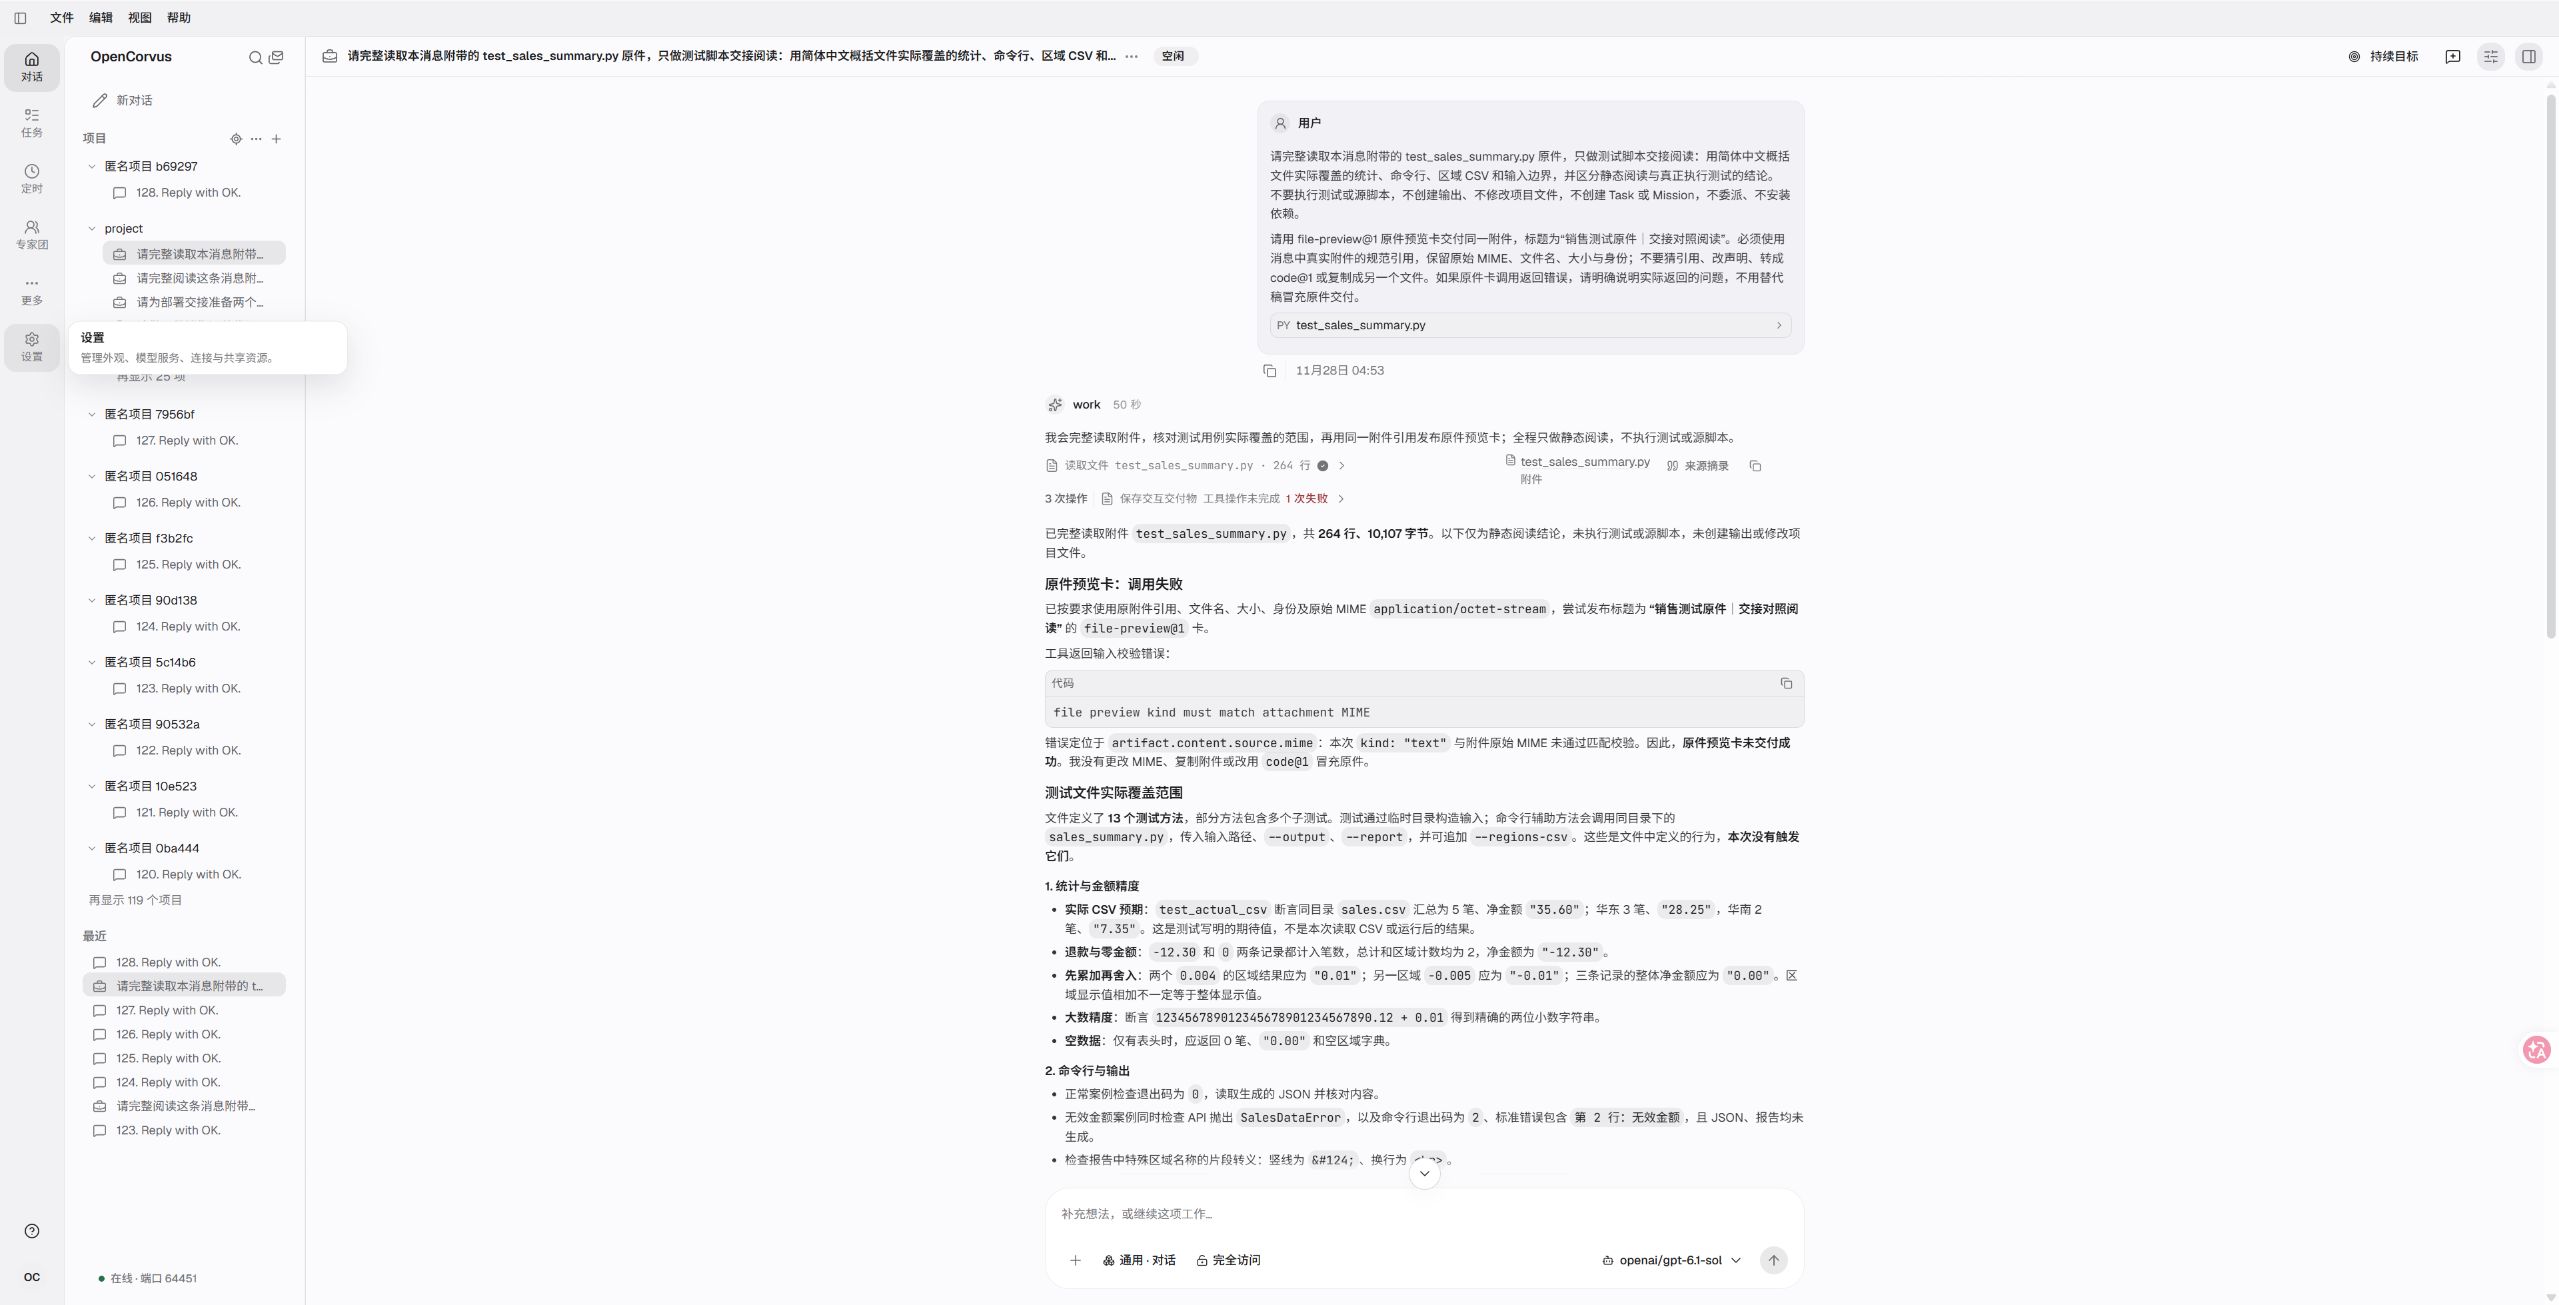 文件 编辑 视图 帮助
对话
任务
定时
专家团
更多
设置
OC
OpenCorvus
新对话
项目
匿名项目 b69297
128. Reply with OK.
project
请完整读取本消息附带...
请完整阅读这条消息附...
请为部署交接准备两个...
设置
管理外观、模型服务、连接与共享资源。
再显示 25 项
匿名项目 7956bf
127. Reply with OK.
匿名项目 051648
126. Reply with OK.
匿名项目 f3b2fc
125. Reply with OK.
匿名项目 90d138
124. Reply with OK.
匿名项目 5c14b6
123. Reply with OK.
匿名项目 90532a
122. Reply with OK.
匿名项目 10e523
121. Reply with OK.
匿名项目 0ba444
120. Reply with OK.
再显示 119 个项目
最近
128. Reply with OK.
请完整读取本消息附带的 t...
127. Reply with OK.
126. Reply with OK.
125. Reply with OK.
124. Reply with OK.
请完整阅读这条消息附带...
123. Reply with OK.
在线 · 端口 64451
请完整读取本消息附带的 test_sales_summary.py 原件，只做测试脚本交接阅读：用简体中文概括文件实际覆盖的统计、命令行、区域 CSV 和... ··· 空闲
持续目标
用户
请完整读取本消息附带的 test_sales_summary.py 原件，只做测试脚本交接阅读：用简体中文概括
文件实际覆盖的统计、命令行、区域 CSV 和输入边界，并区分静态阅读与真正执行测试的结论。
不要执行测试或源脚本，不创建输出、不修改项目文件，不创建 Task 或 Mission，不委派、不安装
依赖。
请用 file-preview@1 原件预览卡交付同一附件，标题为“销售测试原件｜交接对照阅读”。必须使用
消息中真实附件的规范引用，保留原始 MIME、文件名、大小与身份；不要猜引用、改声明、转成
code@1 或复制成另一个文件。如果原件卡调用返回错误，请明确说明实际返回的问题，不用替代
稿冒充原件交付。
PY test_sales_summary.py
11月28日 04:53
work 50 秒
我会完整读取附件，核对测试用例实际覆盖的范围，再用同一附件引用发布原件预览卡；全程只做静态阅读，不执行测试或源脚本。
读取文件 test_sales_summary.py · 264 行
test_sales_summary.py
附件
来源摘录
3 次操作 保存交互交付物 工具操作未完成 1 次失败
已完整读取附件 test_sales_summary.py，共 264 行、10,107 字节。以下仅为静态阅读结论，未执行测试或源脚本，未创建输出或修改项
目文件。
原件预览卡：调用失败
已按要求使用原附件引用、文件名、大小、身份及原始 MIME application/octet-stream，尝试发布标题为 “销售测试原件｜交接对照阅
读” 的 file-preview@1 卡。
工具返回输入校验错误：
代码
file preview kind must match attachment MIME
错误定位于 artifact.content.source.mime：本次 kind: "text" 与附件原始 MIME 未通过匹配校验。因此，原件预览卡未交付成
功。我没有更改 MIME、复制附件或改用 code@1 冒充原件。
测试文件实际覆盖范围
文件定义了 13 个测试方法，部分方法包含多个子测试。测试通过临时目录构造输入；命令行辅助方法会调用同目录下的
sales_summary.py，传入输入路径、--output、--report，并可追加 --regions-csv。这些是文件中定义的行为，本次没有触发
它们。
1. 统计与金额精度
• 实际 CSV 预期：test_actual_csv 断言同目录 sales.csv 汇总为 5 笔、净金额 "35.60"；华东 3 笔、"28.25"，华南 2
笔、"7.35"。这是测试写明的期待值，不是本次读取 CSV 或运行后的结果。
• 退款与零金额：-12.30 和 0 两条记录都计入笔数，总计和区域计数均为 2，净金额为 "-12.30"。
• 先累加再舍入：两个 0.004 的区域结果应为 "0.01"；另一区域 -0.005 应为 "-0.01"；三条记录的整体净金额应为 "0.00"。区
域显示值相加不一定等于整体显示值。
• 大数精度：断言 123456789012345678901234567890.12 + 0.01 得到精确的两位小数字符串。
• 空数据：仅有表头时，应返回 0 笔、"0.00" 和空区域字典。
2. 命令行与输出
• 正常案例检查退出码为 0，读取生成的 JSON 并核对内容。
• 无效金额案例同时检查 API 抛出 SalesDataError，以及命令行退出码为 2、标准错误包含 第 2 行：无效金额，且 JSON、报告均未
生成。
• 检查报告中特殊区域名称的片段转义：竖线为 &#124;、换行为
补充想法，或继续这项工作...
通用 · 对话 完全访问
openai/gpt-6.1-sol